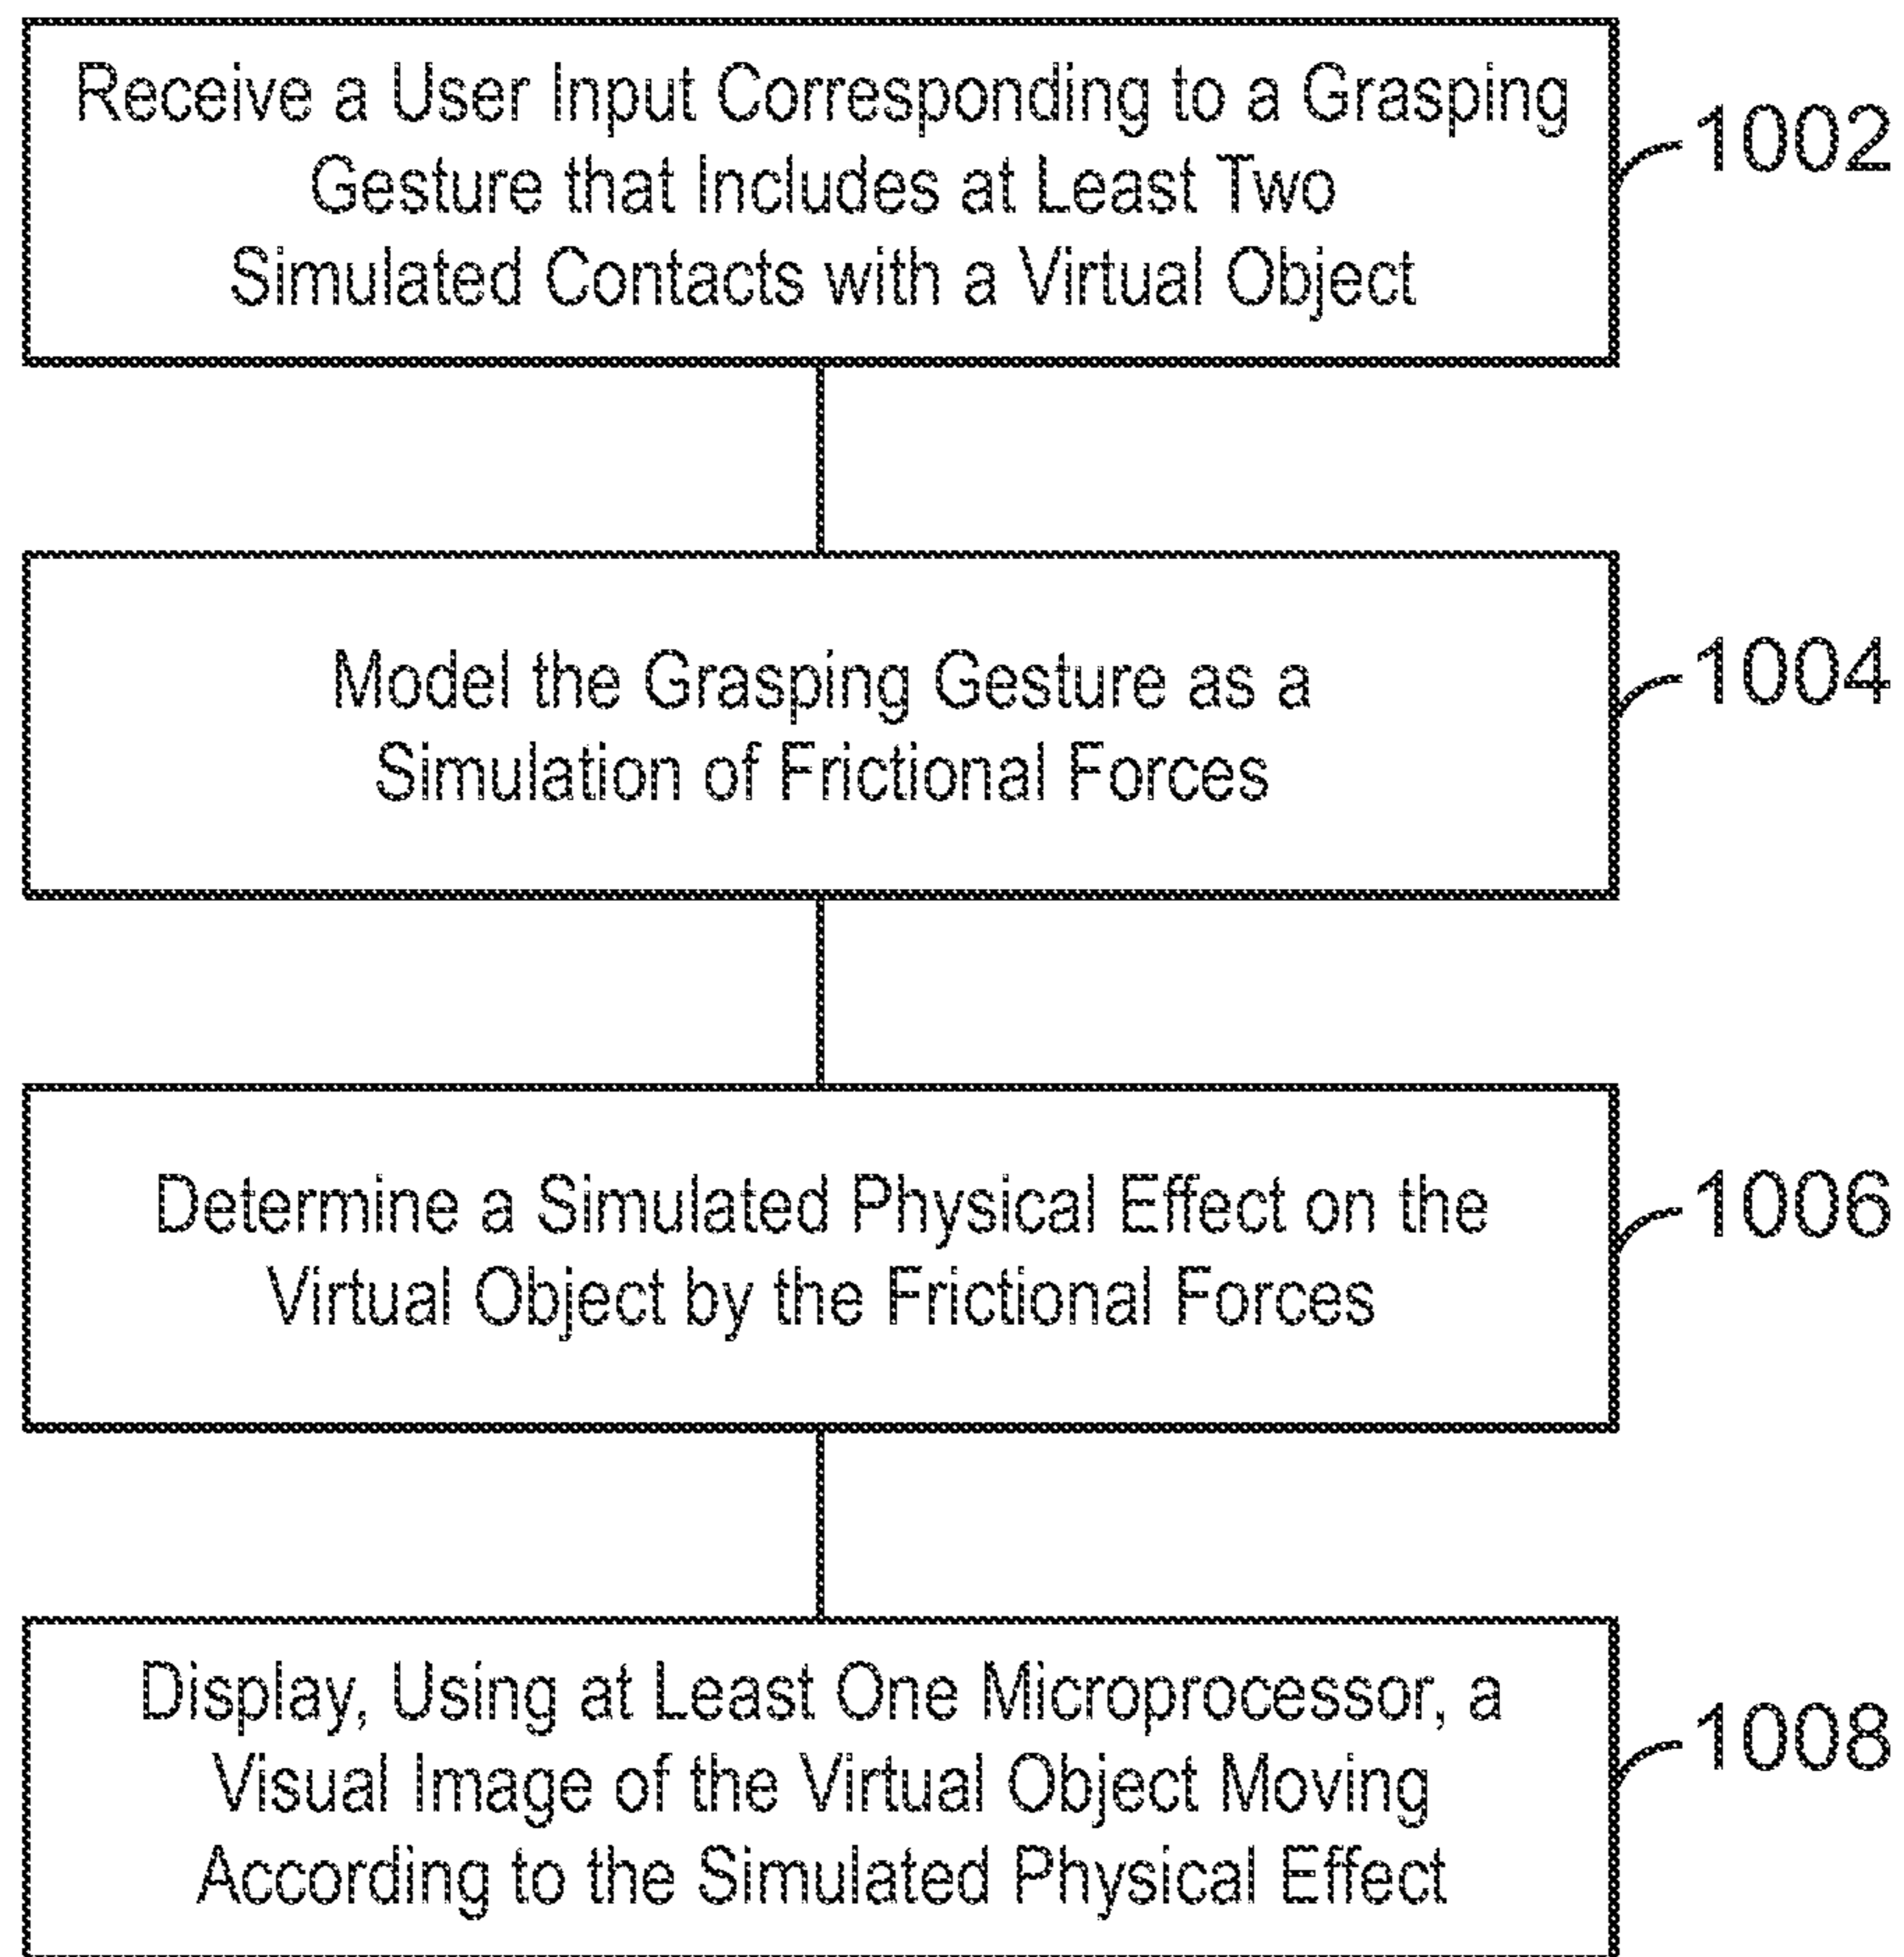 Receive a User Input Corresponding to a Grasping
Gesture that Includes at Least Two
Simulated Contacts with a Virtual Object
1002
Model the Grasping Gesture as a
Simulation of Frictional Forces
1004
Determine a Simulated Physical Effect on the
Virtual Object by the Frictional Forces
1006
Display, Using at Least One Microprocessor, a
Visual Image of the Virtual Object Moving
According to the Simulated Physical Effect
1008